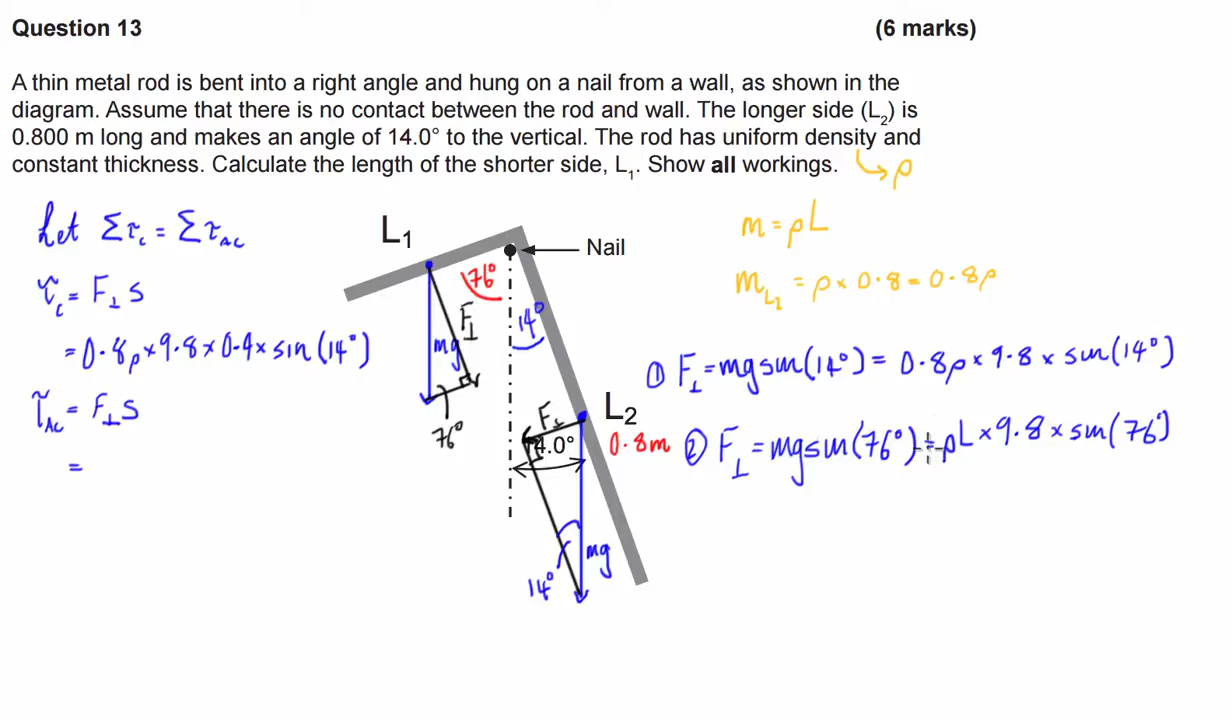 Question 13 (6 marks)
A thin metal rod is bent into a right angle and hung on a nail from a wall, as shown in the
diagram. Assume that there is no contact between the rod and wall. The longer side (L₂) is
0.800 m long and makes an angle of 14.0° to the vertical. The rod has uniform density and
constant thickness. Calculate the length of the shorter side, L₁. Show all workings.
↳ ρ
Let Στ_c = Στ_AC
τ_c = F⊥ s
= 0.8ρ × 9.8 × 0.4 × sin(14°)
τ_AC = F⊥ s
=
L₁
Nail
76°
14°
F⊥
mg
76°
L₂
F⊥
14.0°
0.8m
mg
14°
m = ρL
m_L₂ = ρ × 0.8 = 0.8ρ
① F⊥ = mg sin(14°) = 0.8ρ × 9.8 × sin(14°)
② F⊥ = mg sin(76°) = ρL × 9.8 × sin(76°)